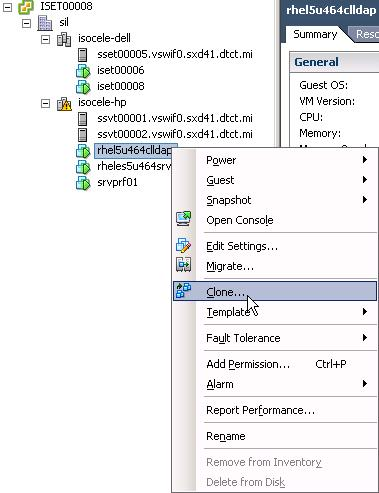 ISET00008
rhel5u464clldap
sil
Summary
Reso
isocele-dell
General
sset00005.vswif0.sxd41.dtct.mi
iset00006
Guest OS:
iset00008
VM Version:
isocele-hp
CPU:
ssvt00001.vswif0.sxd41.dtct.mi
Memory:
ssvt00002.vswif0.sxd41.dtct.mi
rhel5u464clldap
rheles5u464srv
srvprf01
Power
Guest
Snapshot
Open Console
Edit Settings...
Migrate...
Clone...
Template
Fault Tolerance
Add Permission... Ctrl+P
Alarm
Report Performance...
Rename
Remove from Inventory
Delete from Disk